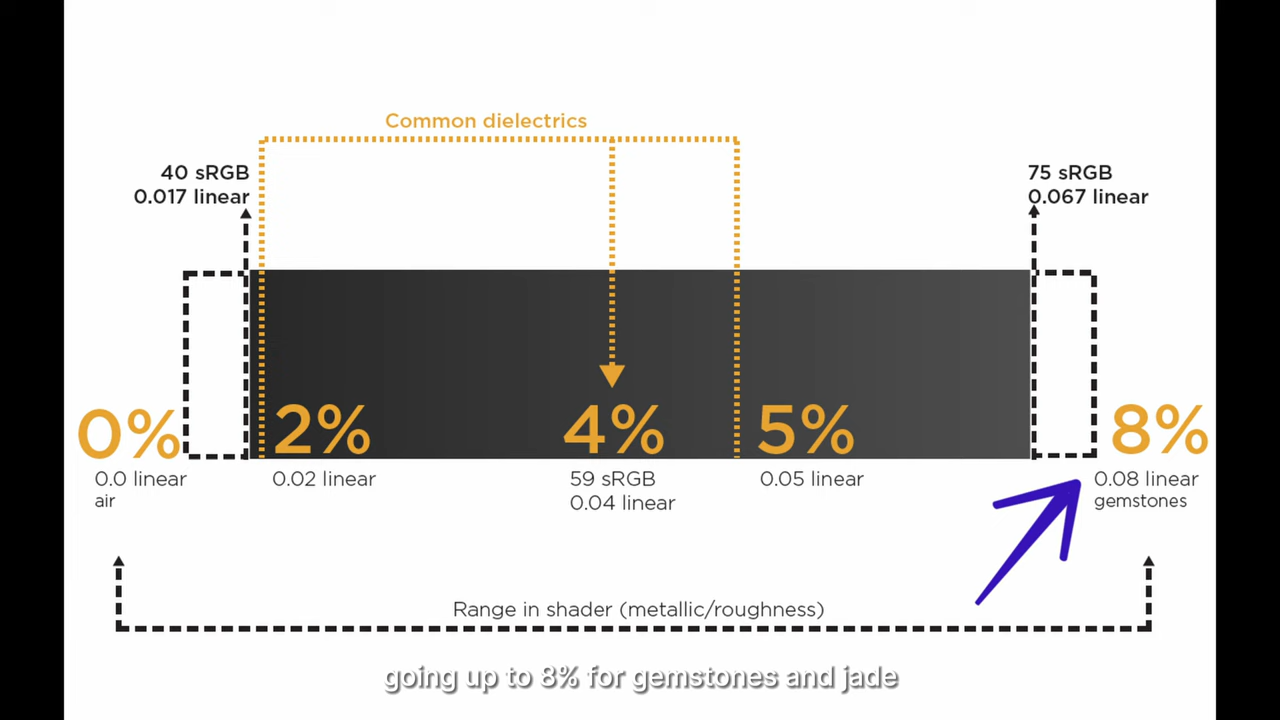 Common dielectrics
40 sRGB
0.017 linear
75 sRGB
0.067 linear
0%
2%
4%
5%
8%
0.0 linear
air
0.02 linear
59 sRGB
0.04 linear
0.05 linear
0.08 linear
gemstones
Range in shader (metallic/roughness)
going up to 8% for gemstones and jade